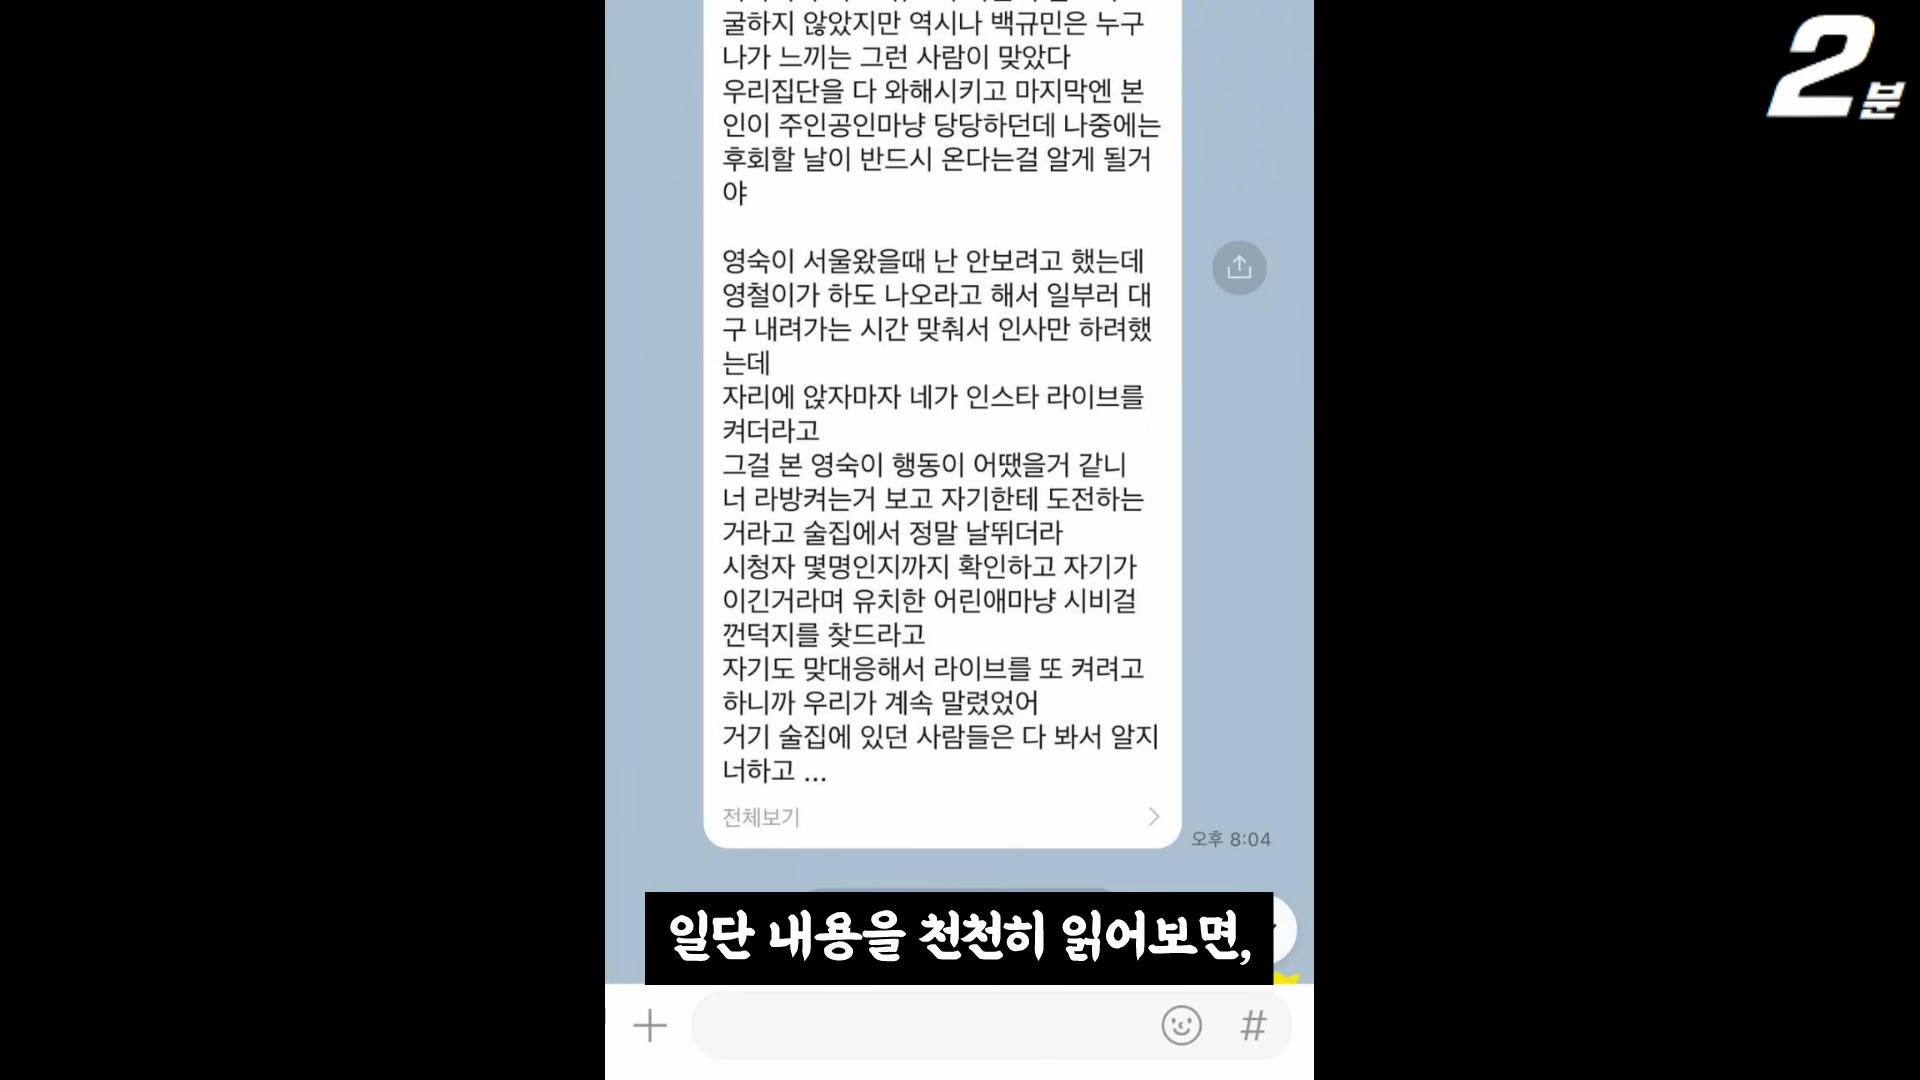 굴하지 않았지만 역시나 백규민은 누구
나가 느끼는 그런 사람이 맞았다
우리집단을 다 와해시키고 마지막엔 본
인이 주인공인마냥 당당하던데 나중에는
후회할 날이 반드시 온다는걸 알게 될거
야
영숙이 서울왔을때 난 안보려고 했는데
영철이가 하도 나오라고 해서 일부러 대
구 내려가는 시간 맞춰서 인사만 하려했
는데
자리에 앉자마자 네가 인스타 라이브를
켜더라고
그걸 본 영숙이 행동이 어땠을거 같니
너 라방켜는거 보고 자기한테 도전하는
거라고 술집에서 정말 날뛰더라
시청자 몇명인지까지 확인하고 자기가
이긴거라며 유치한 어린애마냥 시비걸
껀덕지를 찾드라고
자기도 맞대응해서 라이브를 또 켜려고
하니까 우리가 계속 말렸었어
거기 술집에 있던 사람들은 다 봐서 알지
너하고 ...
전체보기
오후 8:04
일단 내용을 천천히 읽어보면,
#
2분